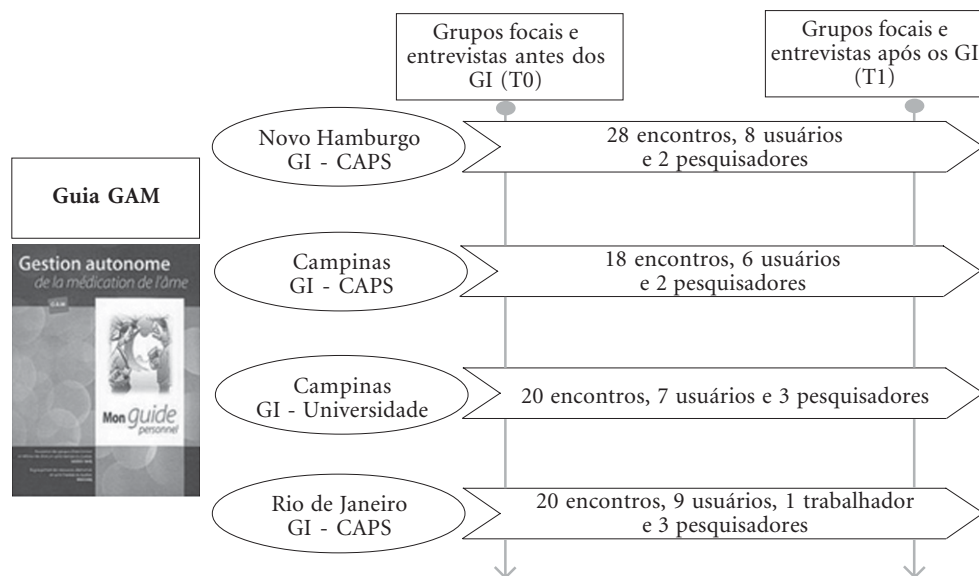 Grupos focais e
entrevistas antes dos
GI (T0)
Grupos focais e
entrevistas após os GI
(T1)
Novo Hamburgo
GI - CAPS
28 encontros, 8 usuários
e 2 pesquisadores
Guia GAM
Gestion autonome
de la médication de l'âme
GAM
Mon guide
personnel
Campinas
GI - CAPS
18 encontros, 6 usuários
e 2 pesquisadores
Campinas
GI - Universidade
20 encontros, 7 usuários e 3 pesquisadores
Rio de Janeiro
GI - CAPS
20 encontros, 9 usuários, 1 trabalhador
e 3 pesquisadores